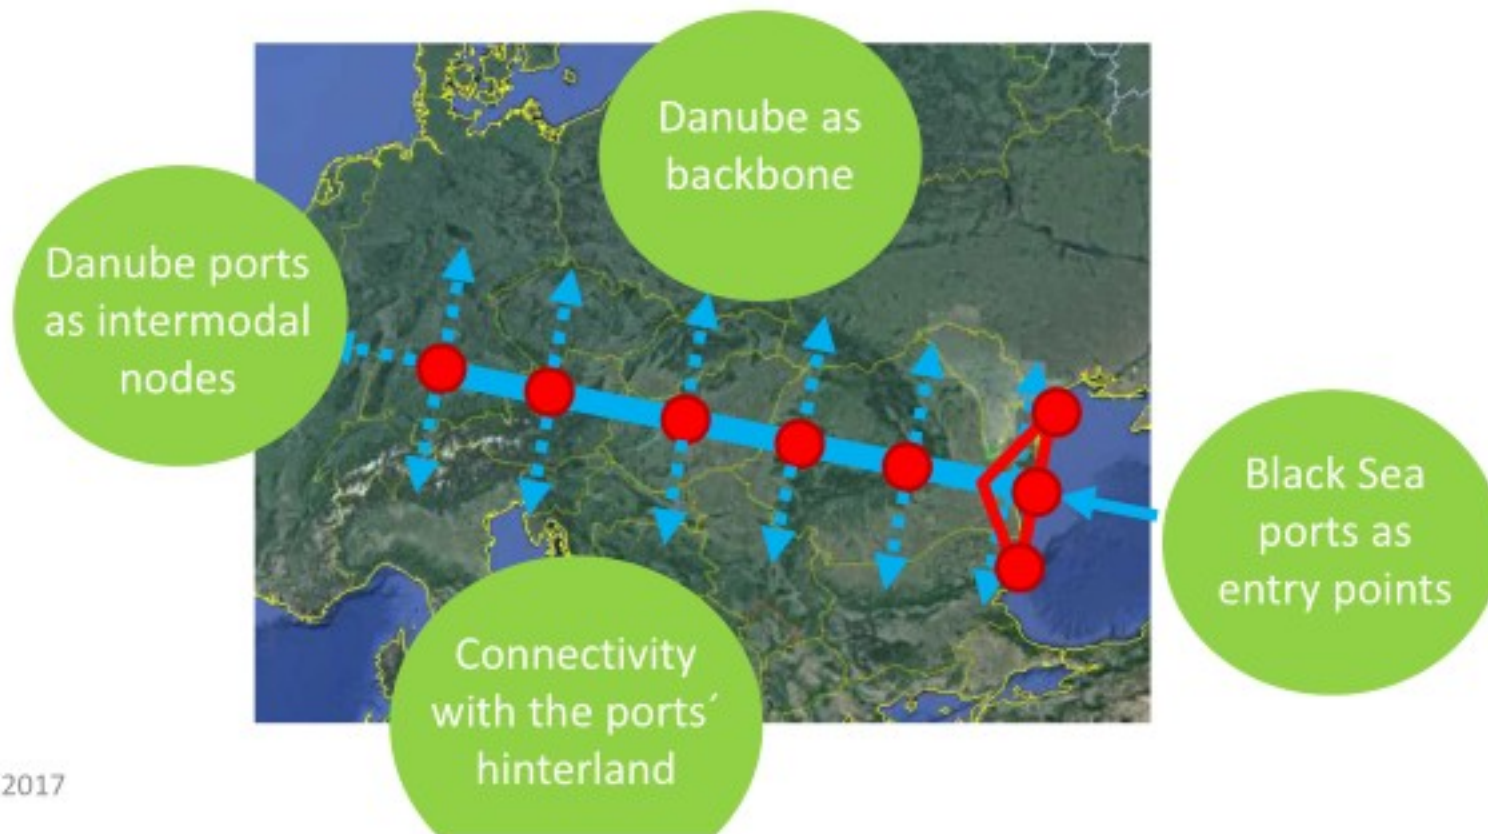 Danube as
backbone
Danube ports
as intermodal
nodes
Black Sea
ports as
entry points
Connectivity
with the ports´
hinterland
2017